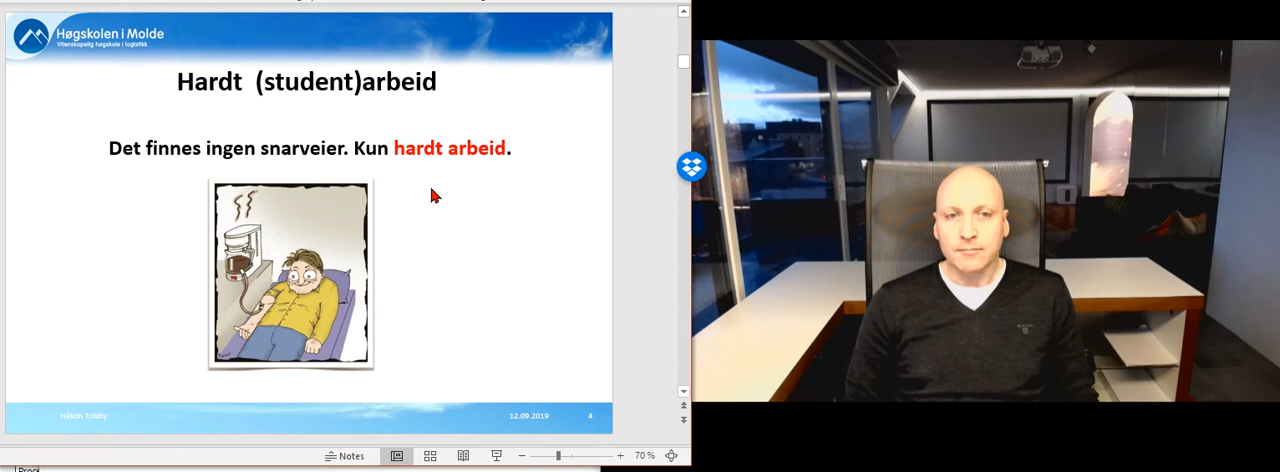 Høgskolen i Molde
Vitenskapelig høgskole i logistikk
Hardt (student)arbeid
Det finnes ingen snarveier. Kun hardt arbeid.
Håkon Tolsby
12.09.2019
4
Notes
70 %